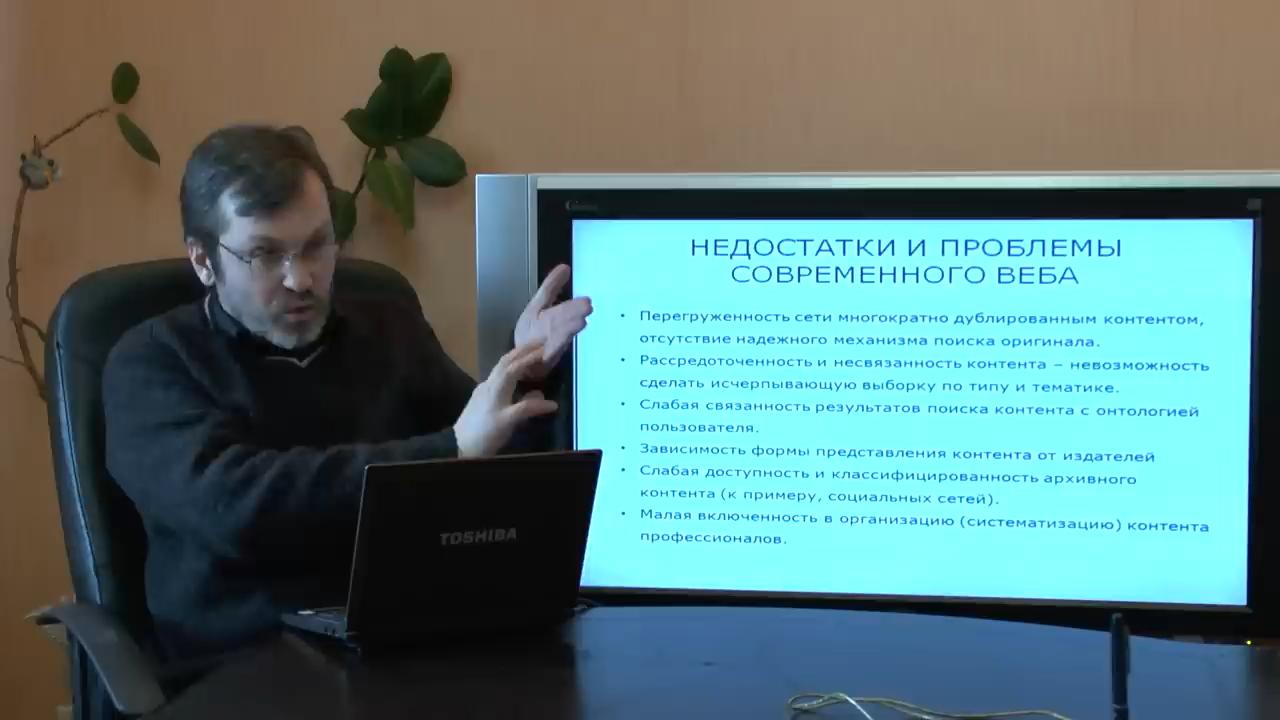 НЕДОСТАТКИ И ПРОБЛЕМЫ
СОВРЕМЕННОГО ВЕБА
• Перегруженность сети многократно дублированным контентом,
отсутствие надежного механизма поиска оригинала.
• Рассредоточенность и несвязанность контента – невозможность
сделать исчерпывающую выборку по типу и тематике.
• Слабая связанность результатов поиска контента с онтологией
пользователя.
• Зависимость формы представления контента от издателей
• Слабая доступность и классифицированность архивного
контента (к примеру, социальных сетей).
• Малая включенность в организацию (систематизацию) контента
профессионалов.
TOSHIBA